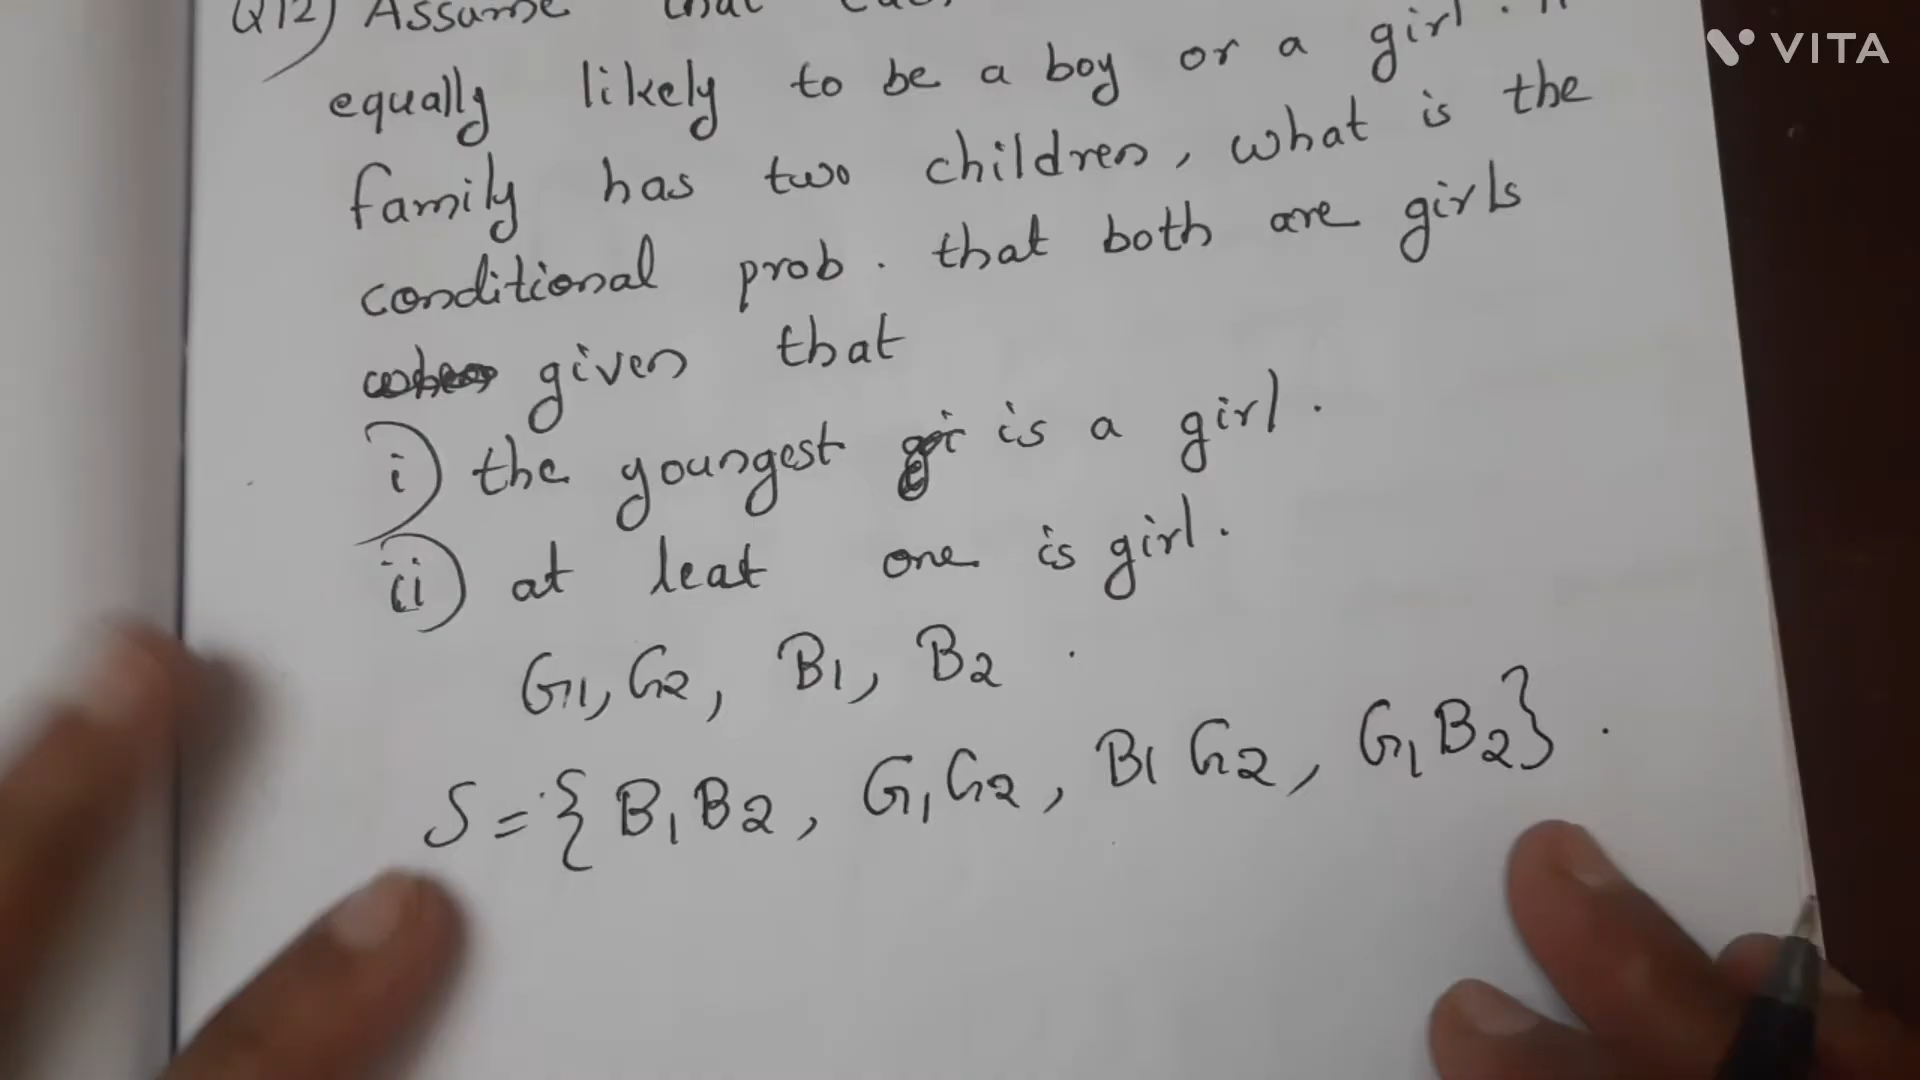 Q12) Assume that
equally likely to be a boy or a girl.
family has two children, what is the
conditional prob. that both are girls
given that
i) the youngest is a girl.
ii) at leat one is girl.
G1, G2, B1, B2.
S = { B1B2, G1G2, B1G2, G1B2}.
VITA